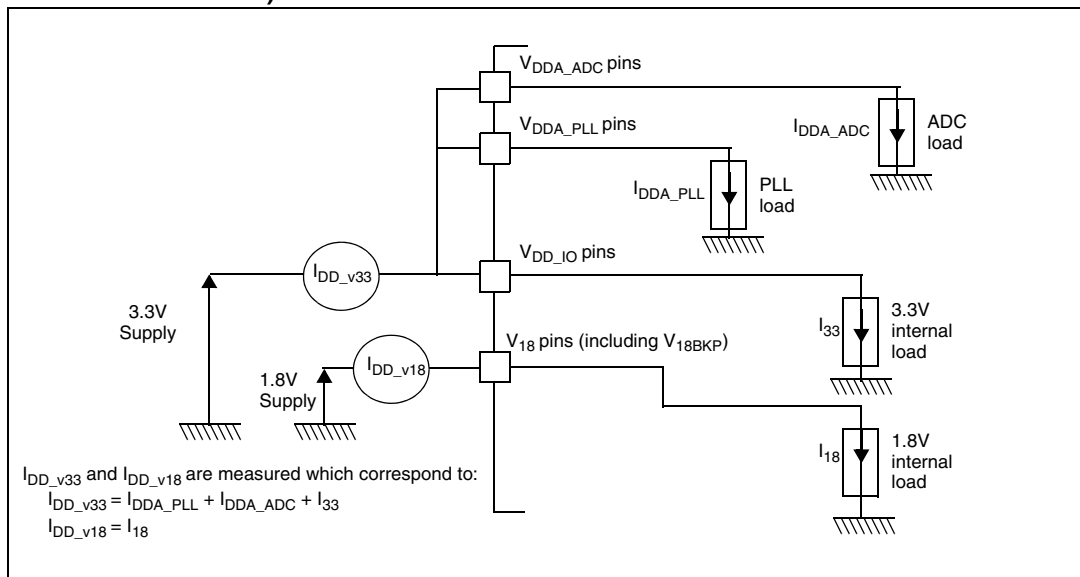 V_DDA_ADC pins
I_DDA_ADC
ADC
load
V_DDA_PLL pins
I_DDA_PLL
PLL
load
V_DD_IO pins
I_DD_v33
3.3V
Supply
I_33
3.3V
internal
load
V_18 pins (including V_18BKP)
I_DD_v18
1.8V
Supply
I_18
1.8V
internal
load
I_DD_v33 and I_DD_v18 are measured which correspond to:
I_DD_v33 = I_DDA_PLL + I_DDA_ADC + I_33
I_DD_v18 = I_18